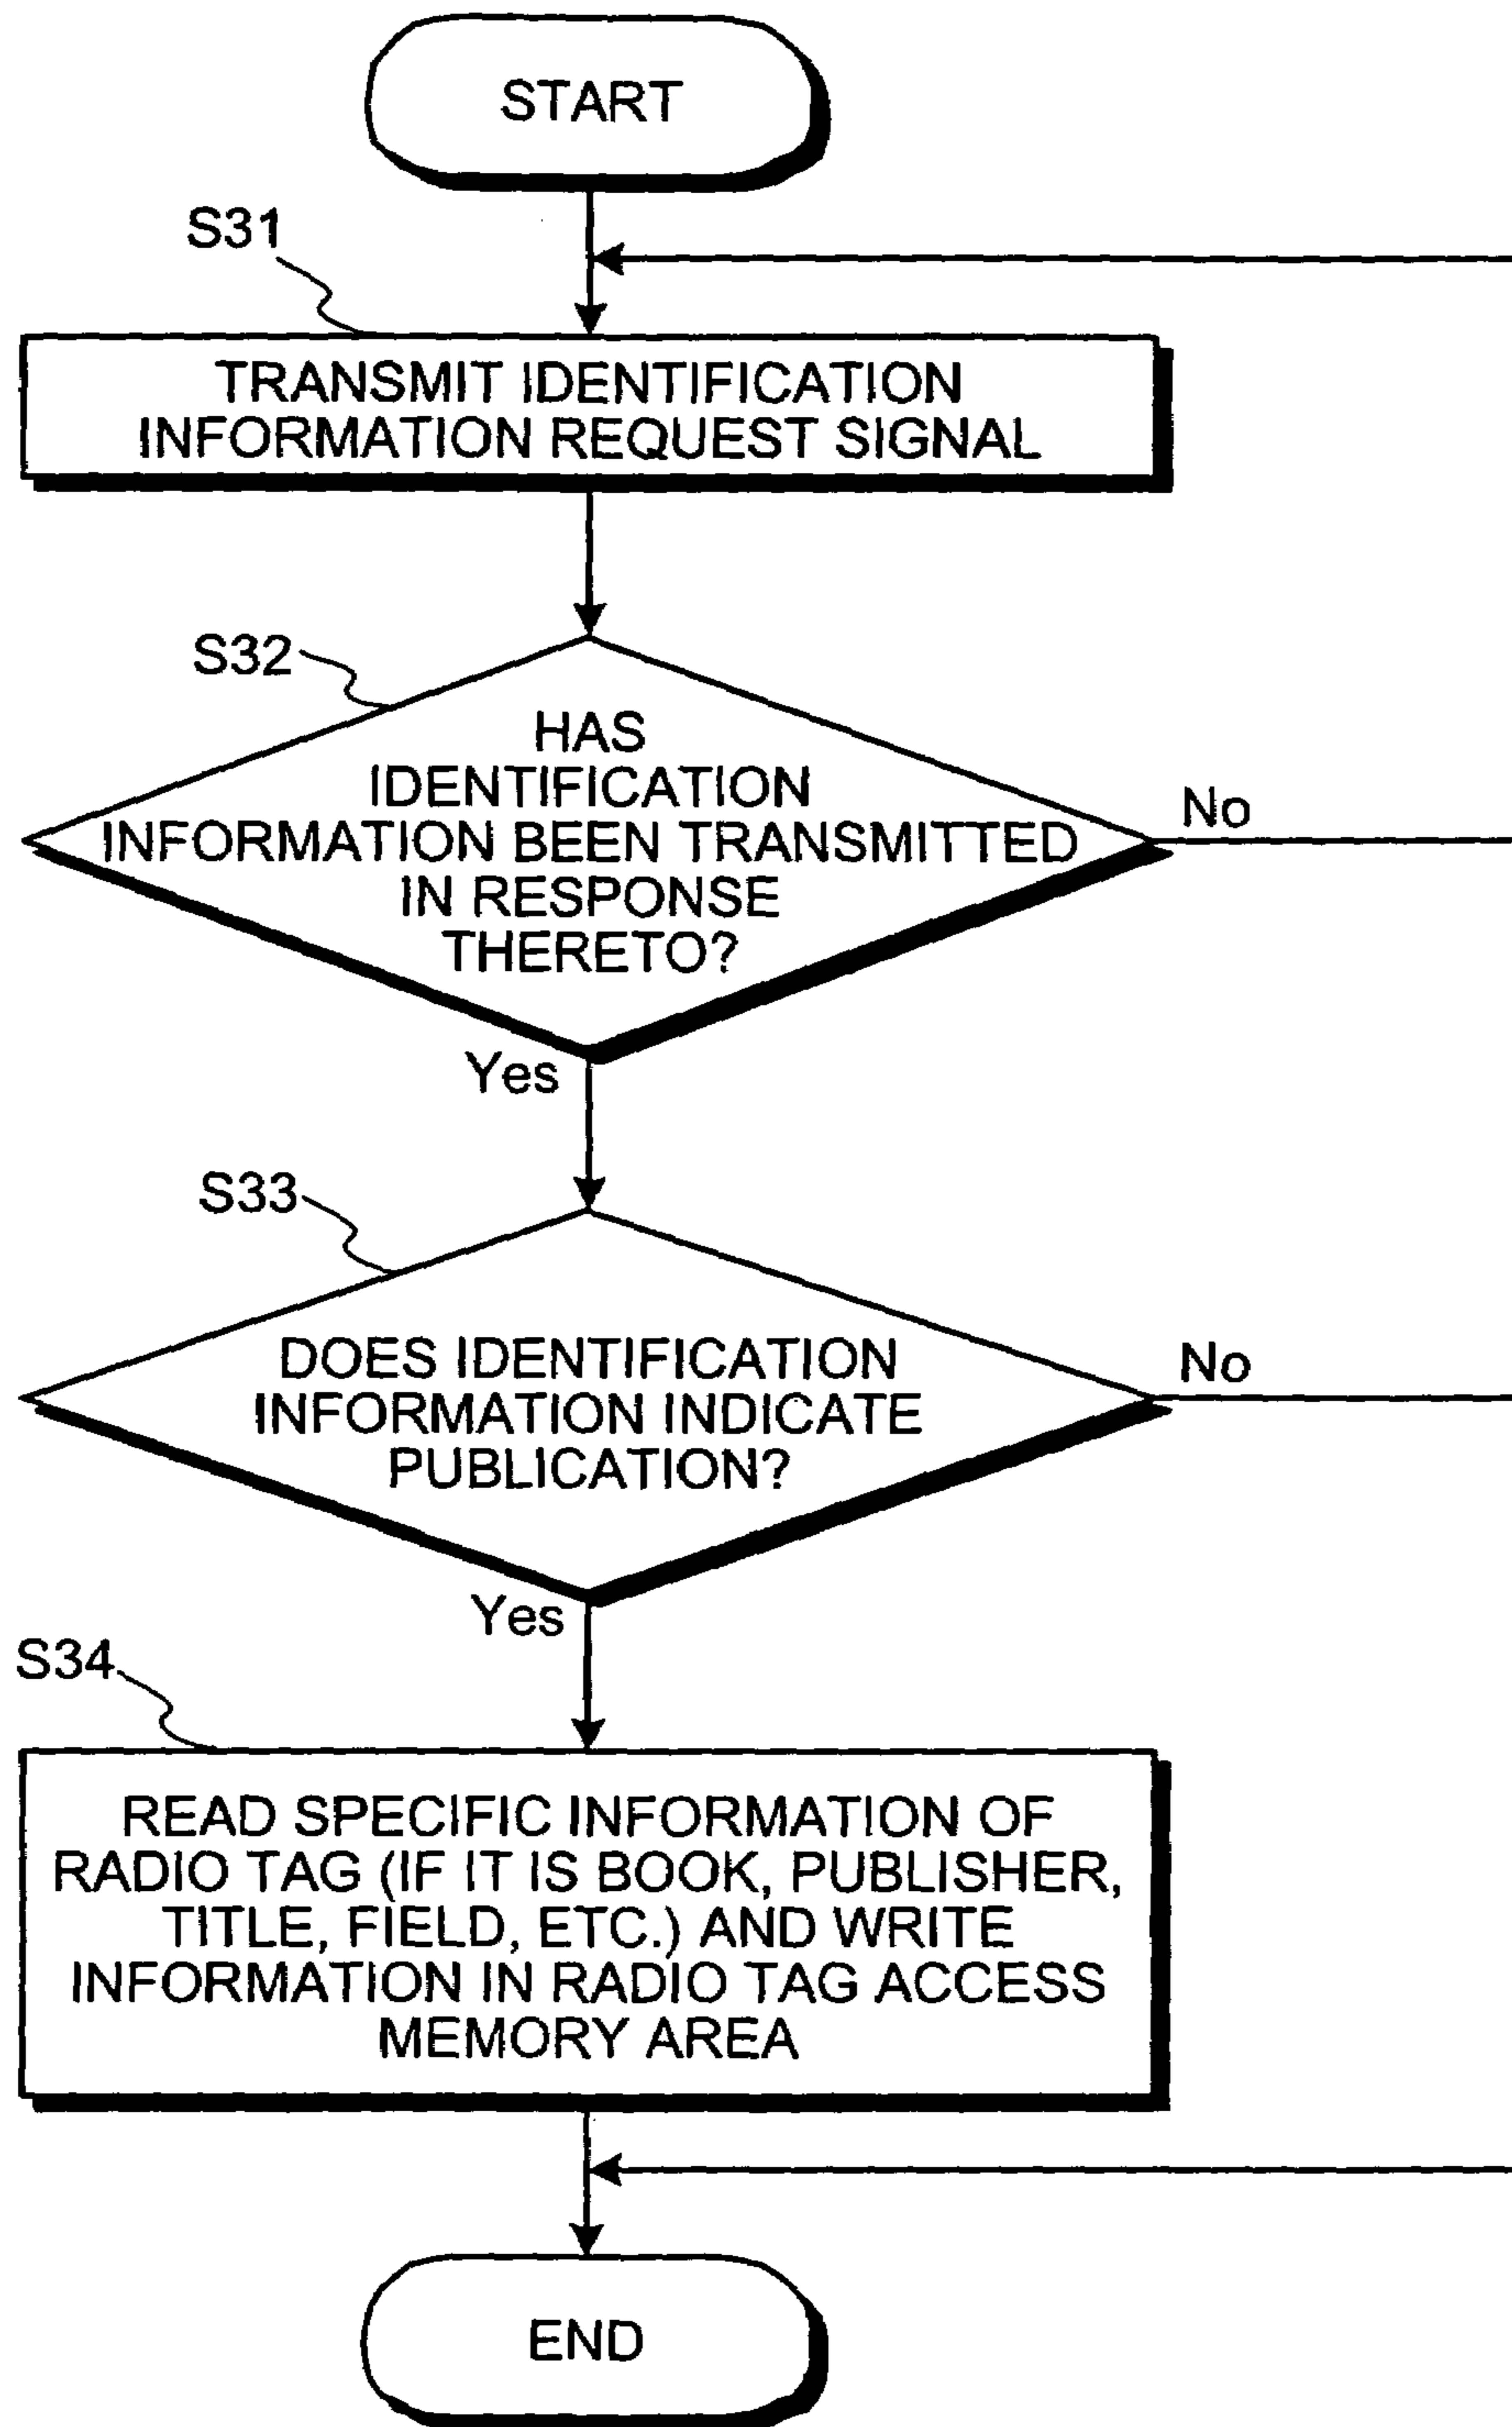 START
S31
TRANSMIT IDENTIFICATION
INFORMATION REQUEST SIGNAL
S32
HAS
IDENTIFICATION
INFORMATION BEEN TRANSMITTED
IN RESPONSE
THERETO?
No
Yes
S33
DOES IDENTIFICATION
INFORMATION INDICATE
PUBLICATION?
No
Yes
S34
READ SPECIFIC INFORMATION OF
RADIO TAG (IF IT IS BOOK, PUBLISHER,
TITLE, FIELD, ETC.) AND WRITE
INFORMATION IN RADIO TAG ACCESS
MEMORY AREA
END